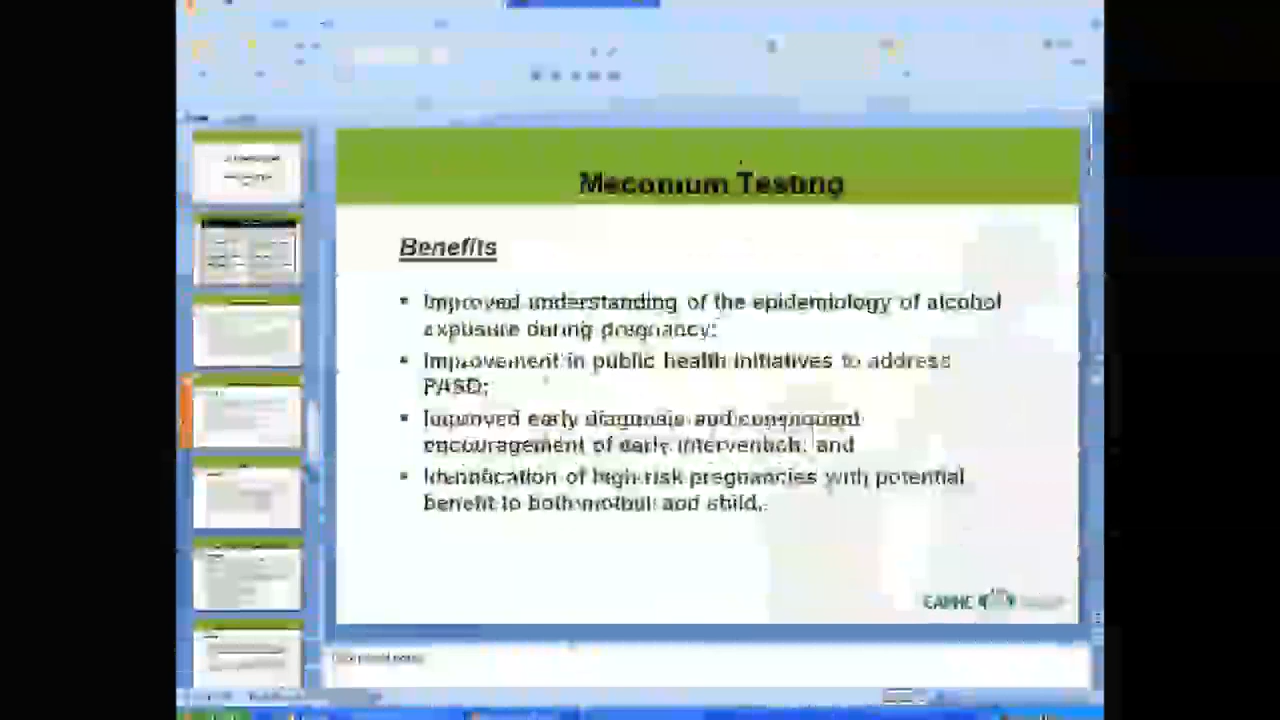 Meconium Testing
Benefits
Improved understanding of the epidemiology of alcohol
exposure during pregnancy;
Improvement in public health initiatives to address
FASD;
Improved early diagnosis and consequent
encouragement of early intervention; and
Identification of high-risk pregnancies with potential
benefit to both mother and child.
CAPHC